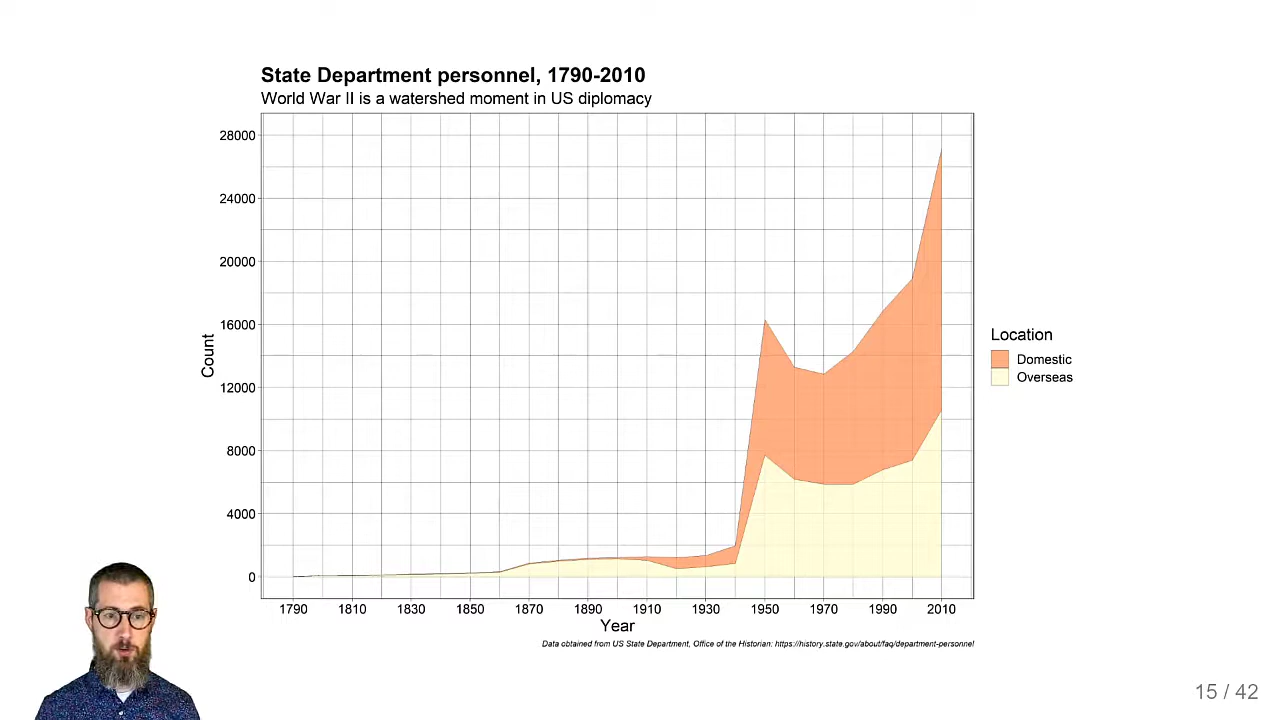 State Department personnel, 1790-2010
World War II is a watershed moment in US diplomacy
28000
24000
20000
16000
12000
8000
4000
0
Count
1790 1810 1830 1850 1870 1890 1910 1930 1950 1970 1990 2010
Year
Location
Domestic
Overseas
Data obtained from US State Department, Office of the Historian: https://history.state.gov/about/faq/department-personnel
15 / 42